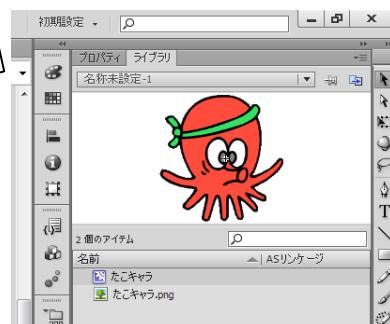 初期設定
プロパティ ライブラリ
名称未設定-1
2 個のアイテム
名前 AS リンケージ
たこキャラ
たこキャラ.png